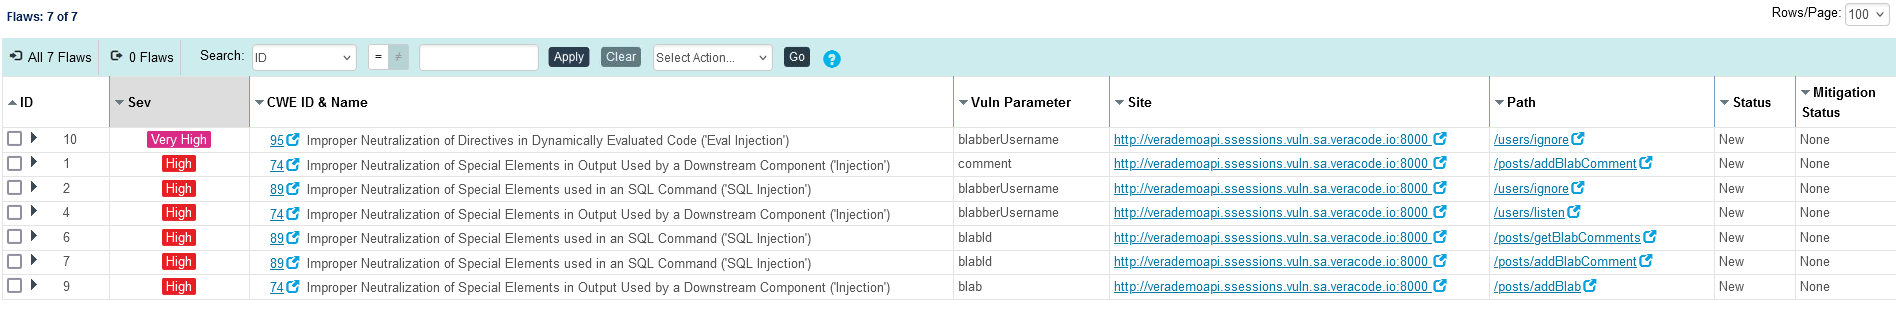 Flaws: 7 of 7
Rows/Page: 100
All 7 Flaws 0 Flaws Search: ID = ≠ Apply Clear Select Action... Go ?
ID Sev CWE ID & Name Vuln Parameter Site Path Status Mitigation Status
10 Very High 95 Improper Neutralization of Directives in Dynamically Evaluated Code ('Eval Injection') blabberUsername http://verademoapi.ssessions.vuln.sa.veracode.io:8000 /users/ignore New None
1 High 74 Improper Neutralization of Special Elements in Output Used by a Downstream Component ('Injection') comment http://verademoapi.ssessions.vuln.sa.veracode.io:8000 /posts/addBlabComment New None
2 High 89 Improper Neutralization of Special Elements used in an SQL Command ('SQL Injection') blabberUsername http://verademoapi.ssessions.vuln.sa.veracode.io:8000 /users/ignore New None
4 High 74 Improper Neutralization of Special Elements in Output Used by a Downstream Component ('Injection') blabberUsername http://verademoapi.ssessions.vuln.sa.veracode.io:8000 /users/listen New None
6 High 89 Improper Neutralization of Special Elements used in an SQL Command ('SQL Injection') blabId http://verademoapi.ssessions.vuln.sa.veracode.io:8000 /posts/getBlabComments New None
7 High 89 Improper Neutralization of Special Elements used in an SQL Command ('SQL Injection') blabId http://verademoapi.ssessions.vuln.sa.veracode.io:8000 /posts/addBlabComment New None
9 High 74 Improper Neutralization of Special Elements in Output Used by a Downstream Component ('Injection') blab http://verademoapi.ssessions.vuln.sa.veracode.io:8000 /posts/addBlab New None